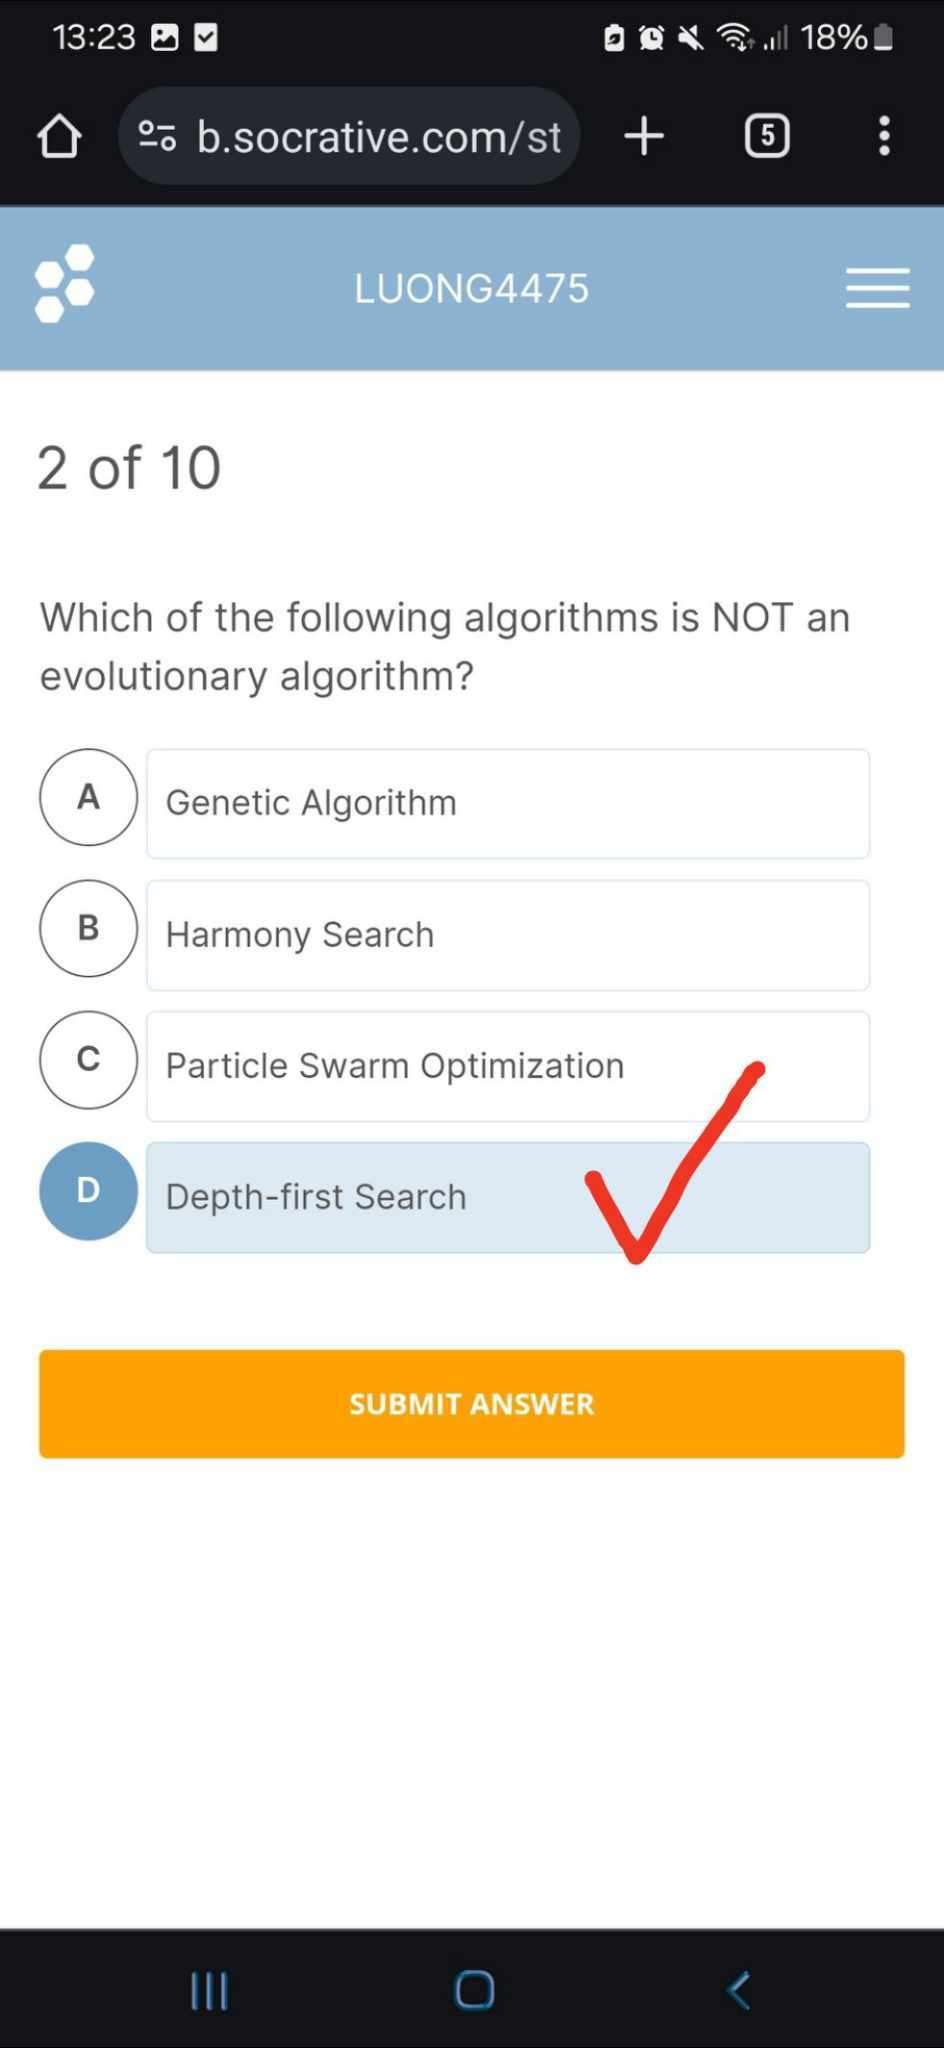 13:23
18%
b.socrative.com/st
5
LUONG4475
2 of 10
Which of the following algorithms is NOT an
evolutionary algorithm?
A Genetic Algorithm
B Harmony Search
C Particle Swarm Optimization
D Depth-first Search
SUBMIT ANSWER